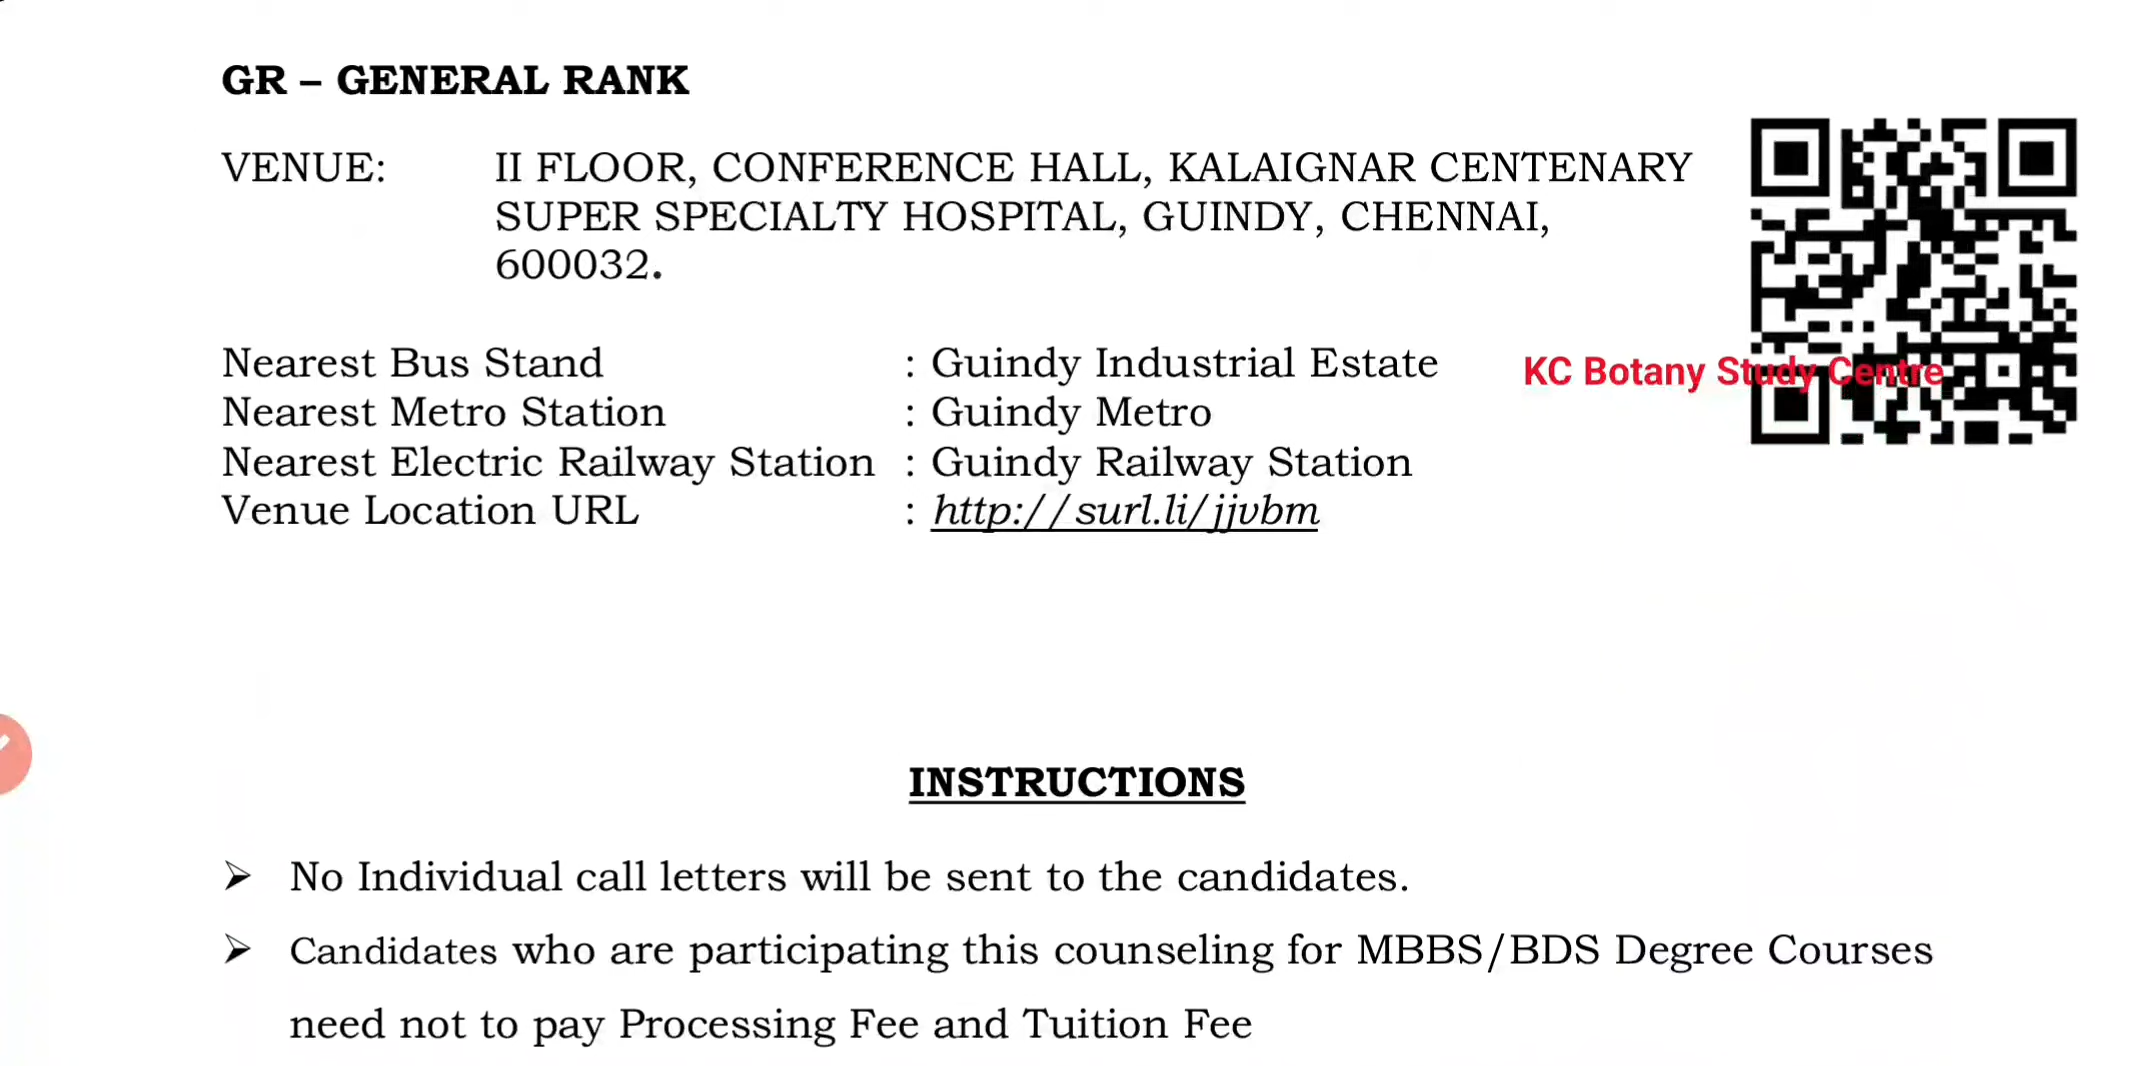 GR – GENERAL RANK
VENUE: II FLOOR, CONFERENCE HALL, KALAIGNAR CENTENARY
SUPER SPECIALTY HOSPITAL, GUINDY, CHENNAI,
600032.
Nearest Bus Stand : Guindy Industrial Estate
KC Botany Study Centre
Nearest Metro Station : Guindy Metro
Nearest Electric Railway Station : Guindy Railway Station
Venue Location URL : http://surl.li/jjvbm
INSTRUCTIONS
➢ No Individual call letters will be sent to the candidates.
➢ Candidates who are participating this counseling for MBBS/BDS Degree Courses
need not to pay Processing Fee and Tuition Fee